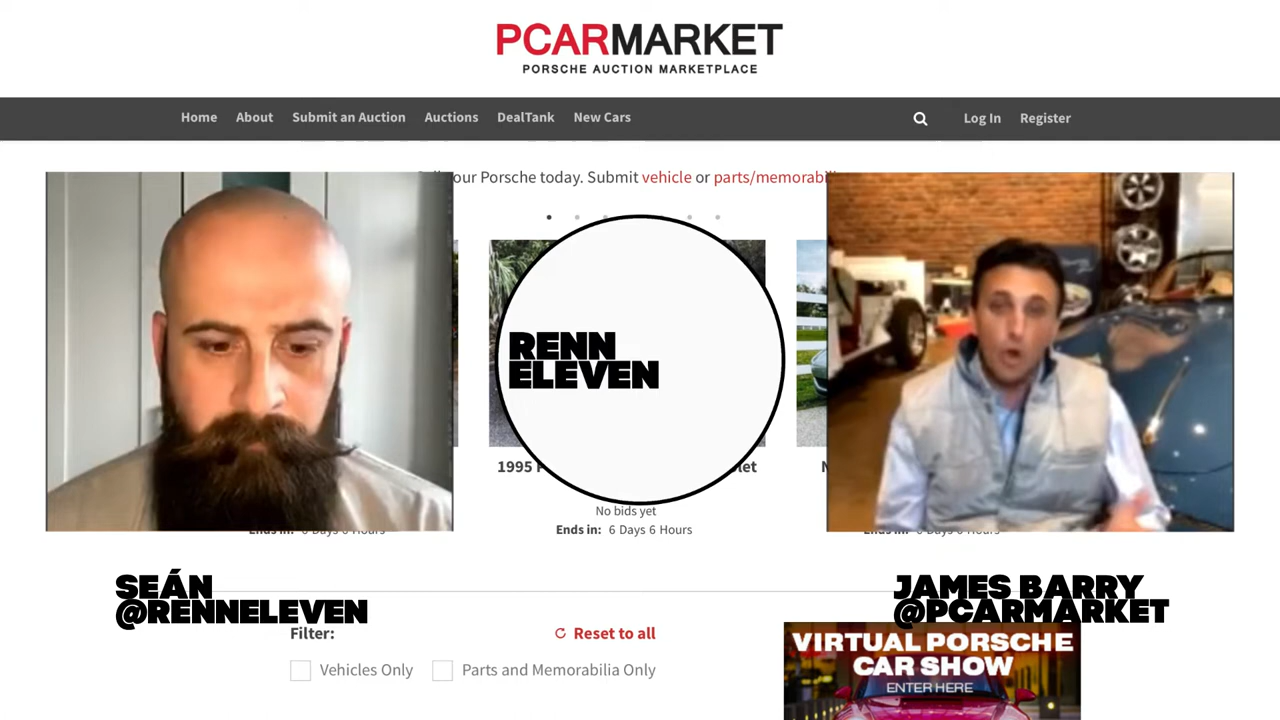 PCARMARKET
PORSCHE AUCTION MARKETPLACE
Home About Submit an Auction Auctions DealTank New Cars Log In Register
our Porsche today. Submit vehicle or parts/memorabil
RENN
ELEVEN
1995
No bids yet
Ends in: 6 Days 6 Hours
SEÁN
@RENNELEVEN
JAMES BARRY
@PCARMARKET
Filter:
Reset to all
Vehicles Only
Parts and Memorabilia Only
VIRTUAL PORSCHE
CAR SHOW
ENTER HERE